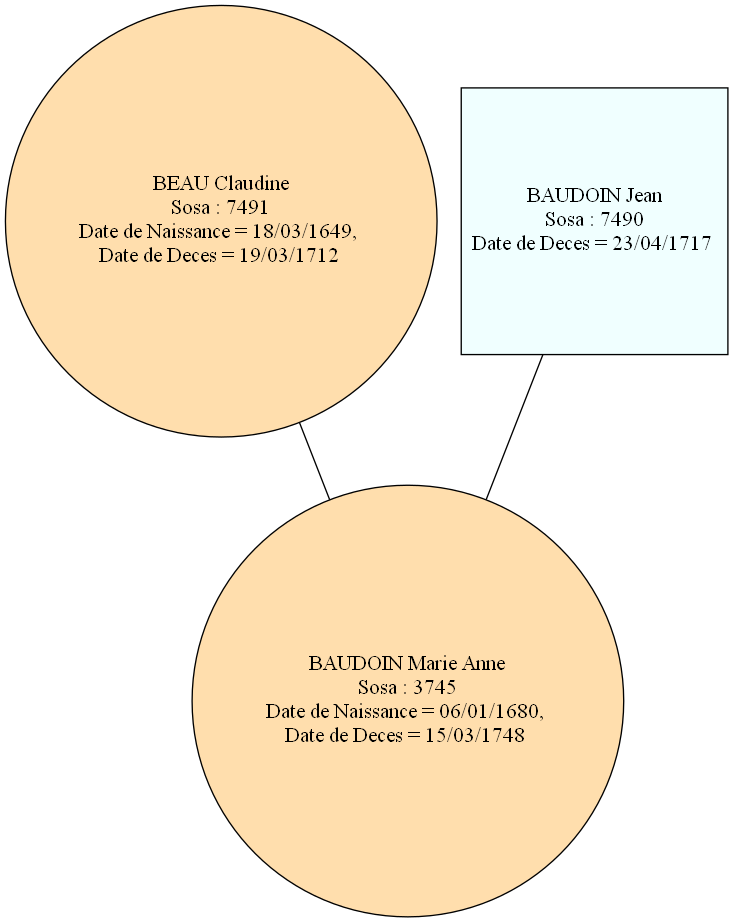 BEAU Claudine
Sosa : 7491
Date de Naissance = 18/03/1649,
Date de Deces = 19/03/1712
BAUDOIN Jean
Sosa : 7490
Date de Deces = 23/04/1717
BAUDOIN Marie Anne
Sosa : 3745
Date de Naissance = 06/01/1680,
Date de Deces = 15/03/1748